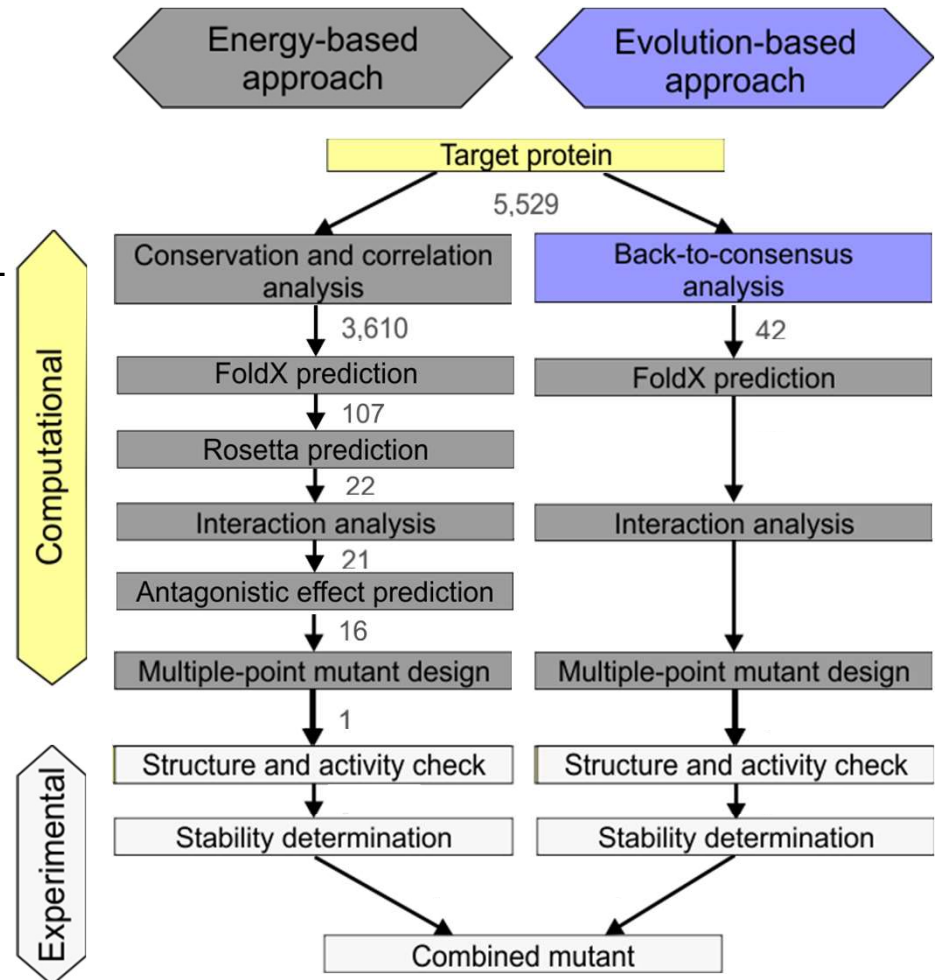 Energy-based
approach
Evolution-based
approach
Target protein
5,529
Conservation and correlation
analysis
Back-to-consensus
analysis
3,610
42
FoldX prediction
FoldX prediction
107
Rosetta prediction
22
Interaction analysis
Interaction analysis
21
Antagonistic effect prediction
16
Multiple-point mutant design
Multiple-point mutant design
1
Structure and activity check
Structure and activity check
Stability determination
Stability determination
Combined mutant
Computational
Experimental